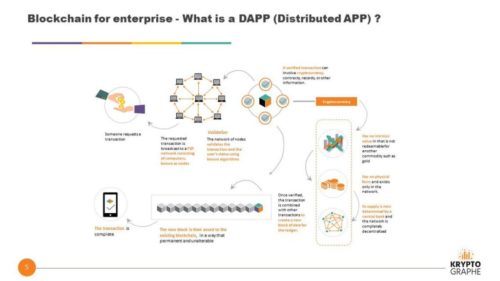 Blockchain for enterprise - What is a DAPP (Distributed APP) ?
A verified transaction can
involve cryptocurrency,
contracts, records, or other
information.
Cryptocurrency
Someone requests a
transaction
The requested
transaction is
broadcast to a P2P
network consisting
of computers,
known as nodes
Validation
The network of nodes
validates the
transaction and the
user's status using
known algorithms
Has no intrinsic
value in that is not
redeemable for
another
commodity such as
gold
Has no physical
form and exists
only in the
network.
Its supply is not
determined by a
central bank and
the network is
completely
decentralized
Once verified,
the transaction
is combined
with other
transactions to
create a new
block of data for
the ledger.
The transaction is
complete
The new block is then added to the
existing blockchain, in a way that
permanent and unalterable
5
KRYPTO
GRAPHE